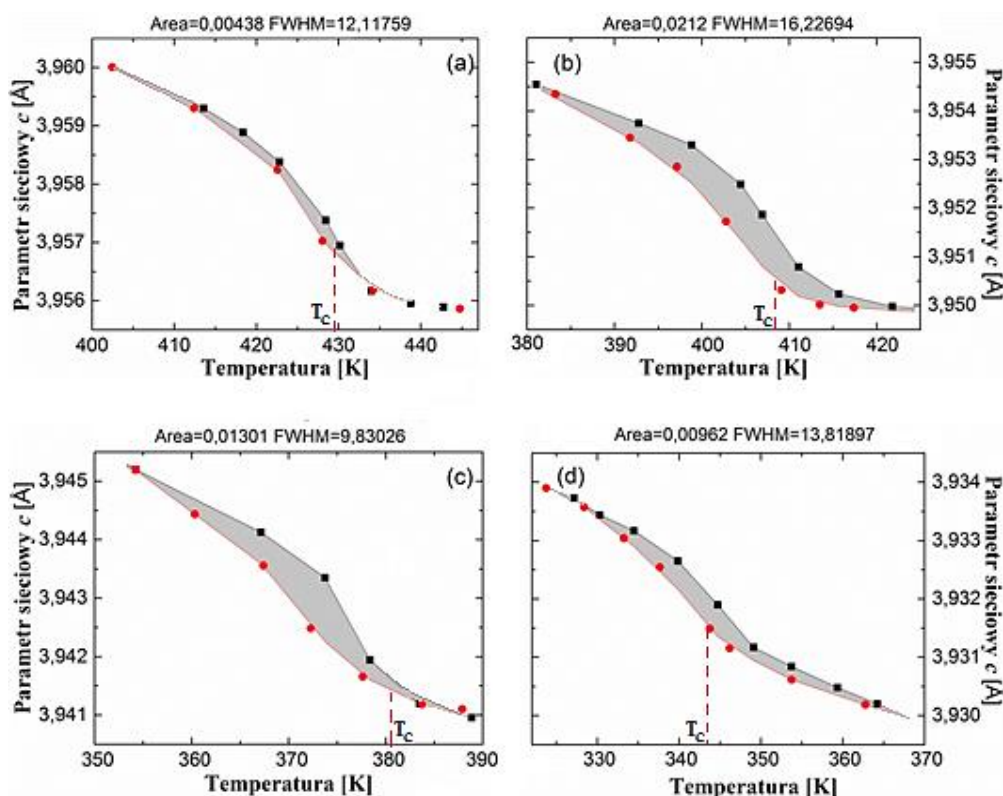 Area=0,00438 FWHM=12,11759
(a)
3,960
3,959
3,958
3,957
3,956
Parametr sieciowy c [Å]
T_C
400 410 420 430 440
Temperatura [K]
Area=0,0212 FWHM=16,22694
(b)
3,955
3,954
3,953
3,952
3,951
3,950
Parametr sieciowy c [Å]
T_C
380 390 400 410 420
Temperatura [K]
Area=0,01301 FWHM=9,83026
(c)
3,945
3,944
3,943
3,942
3,941
Parametr sieciowy c [Å]
T_C
350 360 370 380 390
Temperatura [K]
Area=0,00962 FWHM=13,81897
(d)
3,934
3,933
3,932
3,931
3,930
Parametr sieciowy c [Å]
T_C
330 340 350 360 370
Temperatura [K]